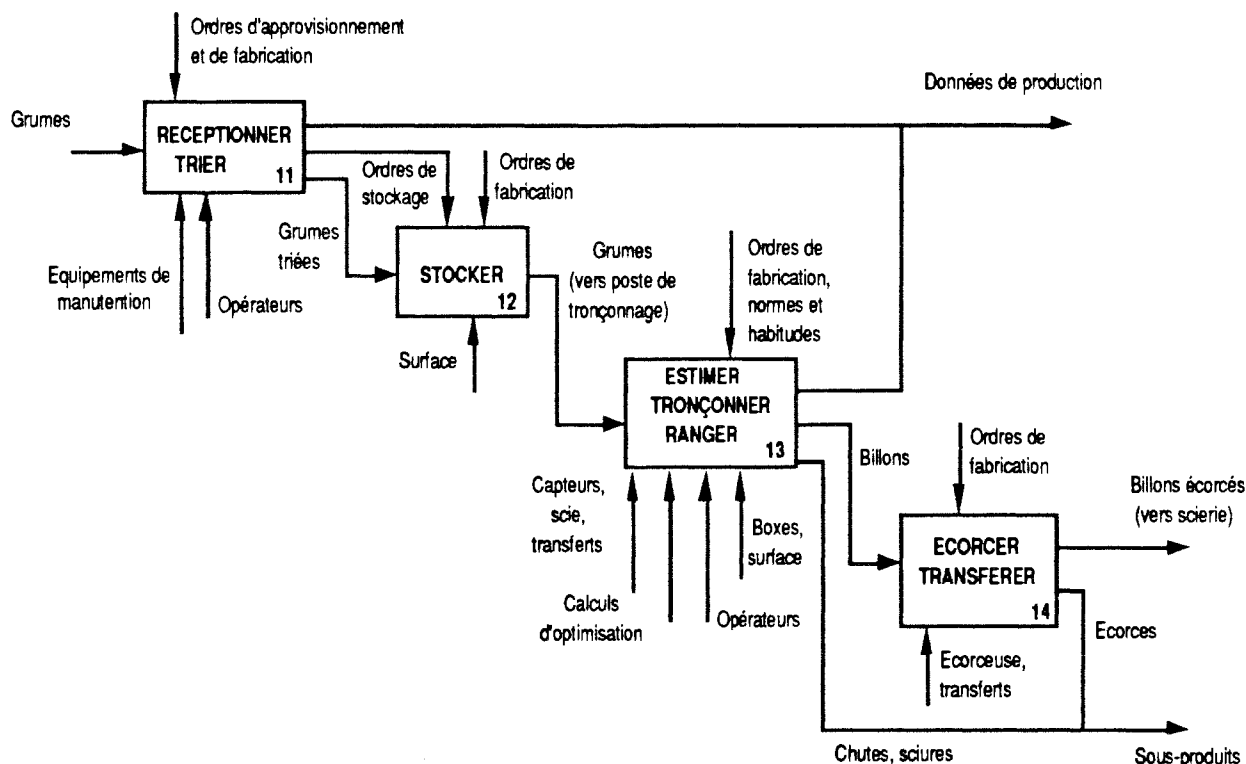 Ordres d'approvisionnement
et de fabrication
Données de production
Grumes
RECEPTIONNER
TRIER
11
Ordres de
stockage
Ordres de
fabrication
Grumes
triées
Equipements de
manutention
Opérateurs
STOCKER
12
Surface
Grumes
(vers poste de
tronçonnage)
Ordres de
fabrication,
normes et
habitudes
ESTIMER
TRONÇONNER
RANGER
13
Capteurs,
scie,
transferts
Calculs
d'optimisation
Opérateurs
Boxes,
surface
Billons
Ordres de
fabrication
Billons écorcés
(vers scierie)
ECORCER
TRANSFERER
14
Ecorces
Ecorceuse,
transferts
Chutes, sciures
Sous-produits